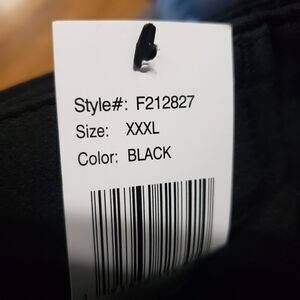 Style#: F212827
Size: XXXL
Color: BLACK